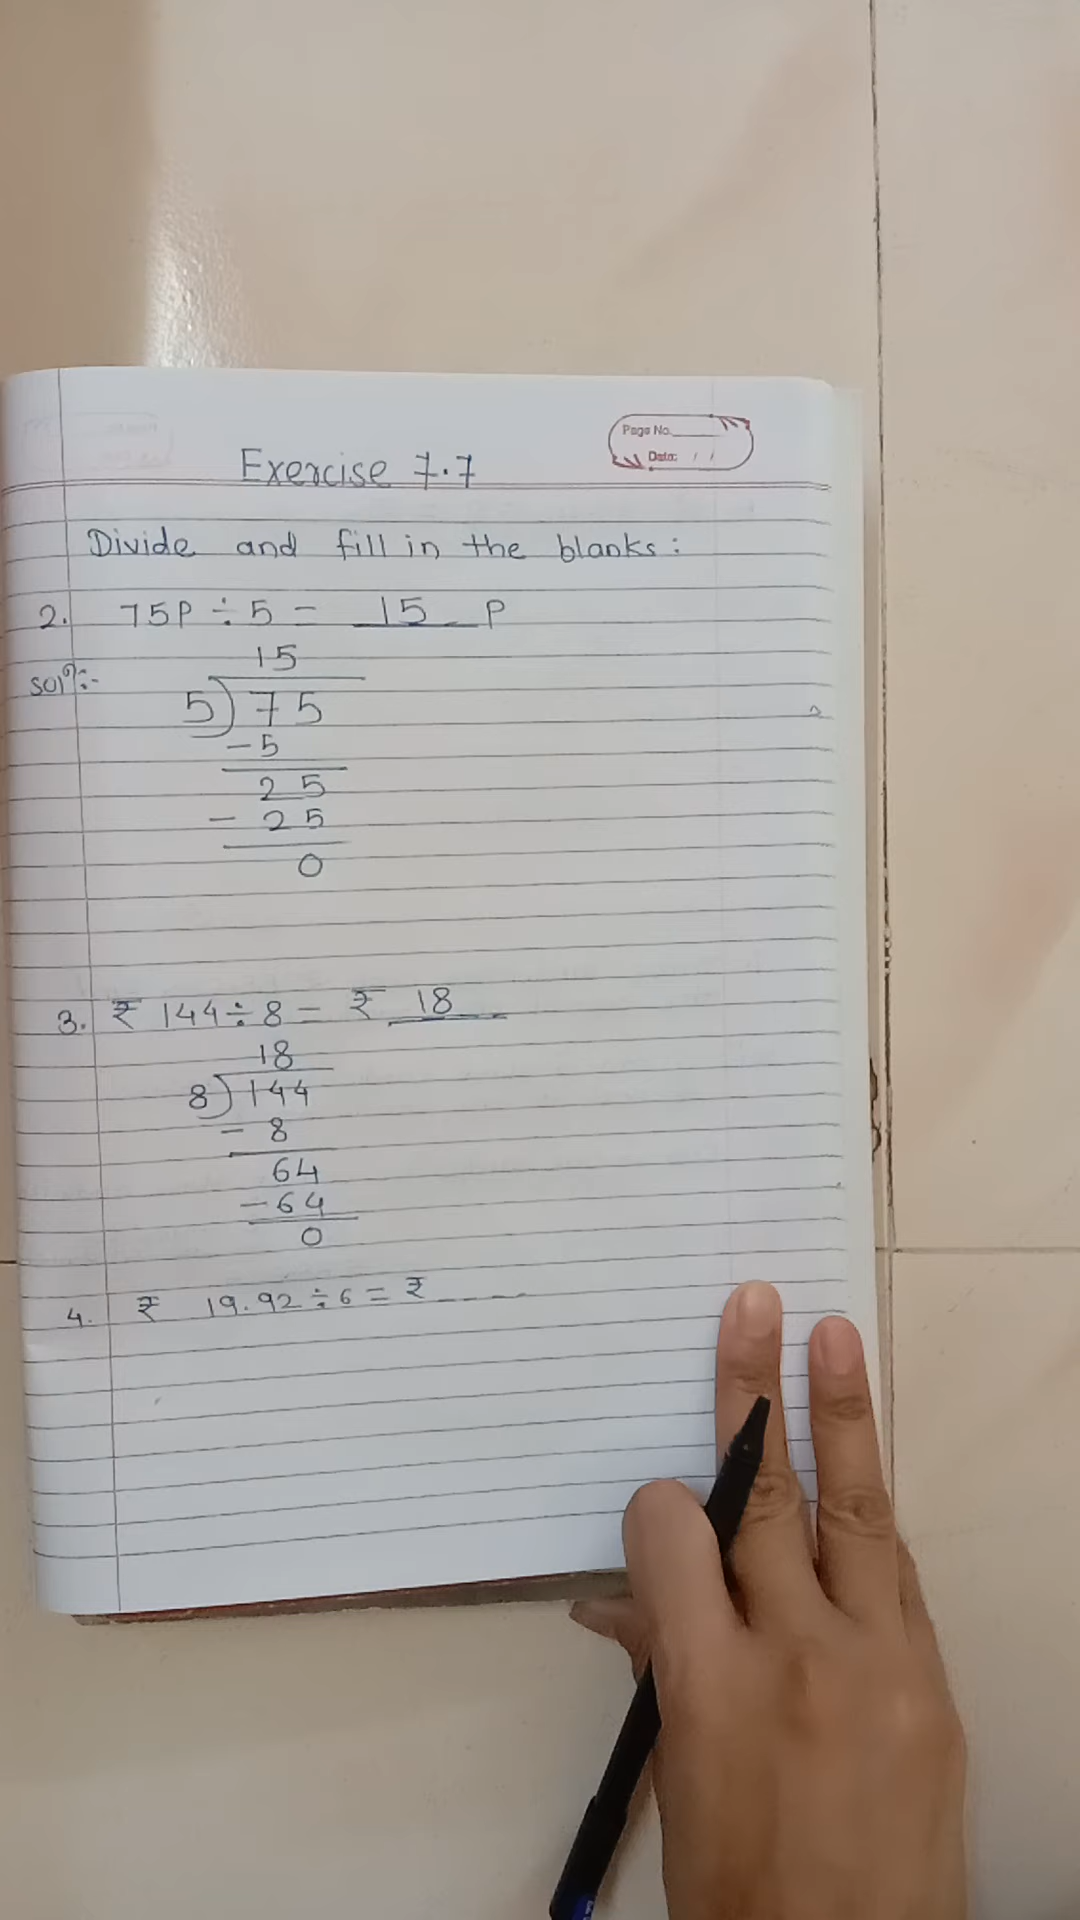 Page No.
Date: / /
Exercise 7.7
Divide and fill in the blanks:
2. 75P ÷ 5 = 15 P
Solⁿ:-
15
5) 75
-5
25
- 25
0
3. ₹ 144 ÷ 8 = ₹ 18
18
8) 144
- 8
64
- 64
0
4. ₹ 19.92 ÷ 6 = ₹ ____